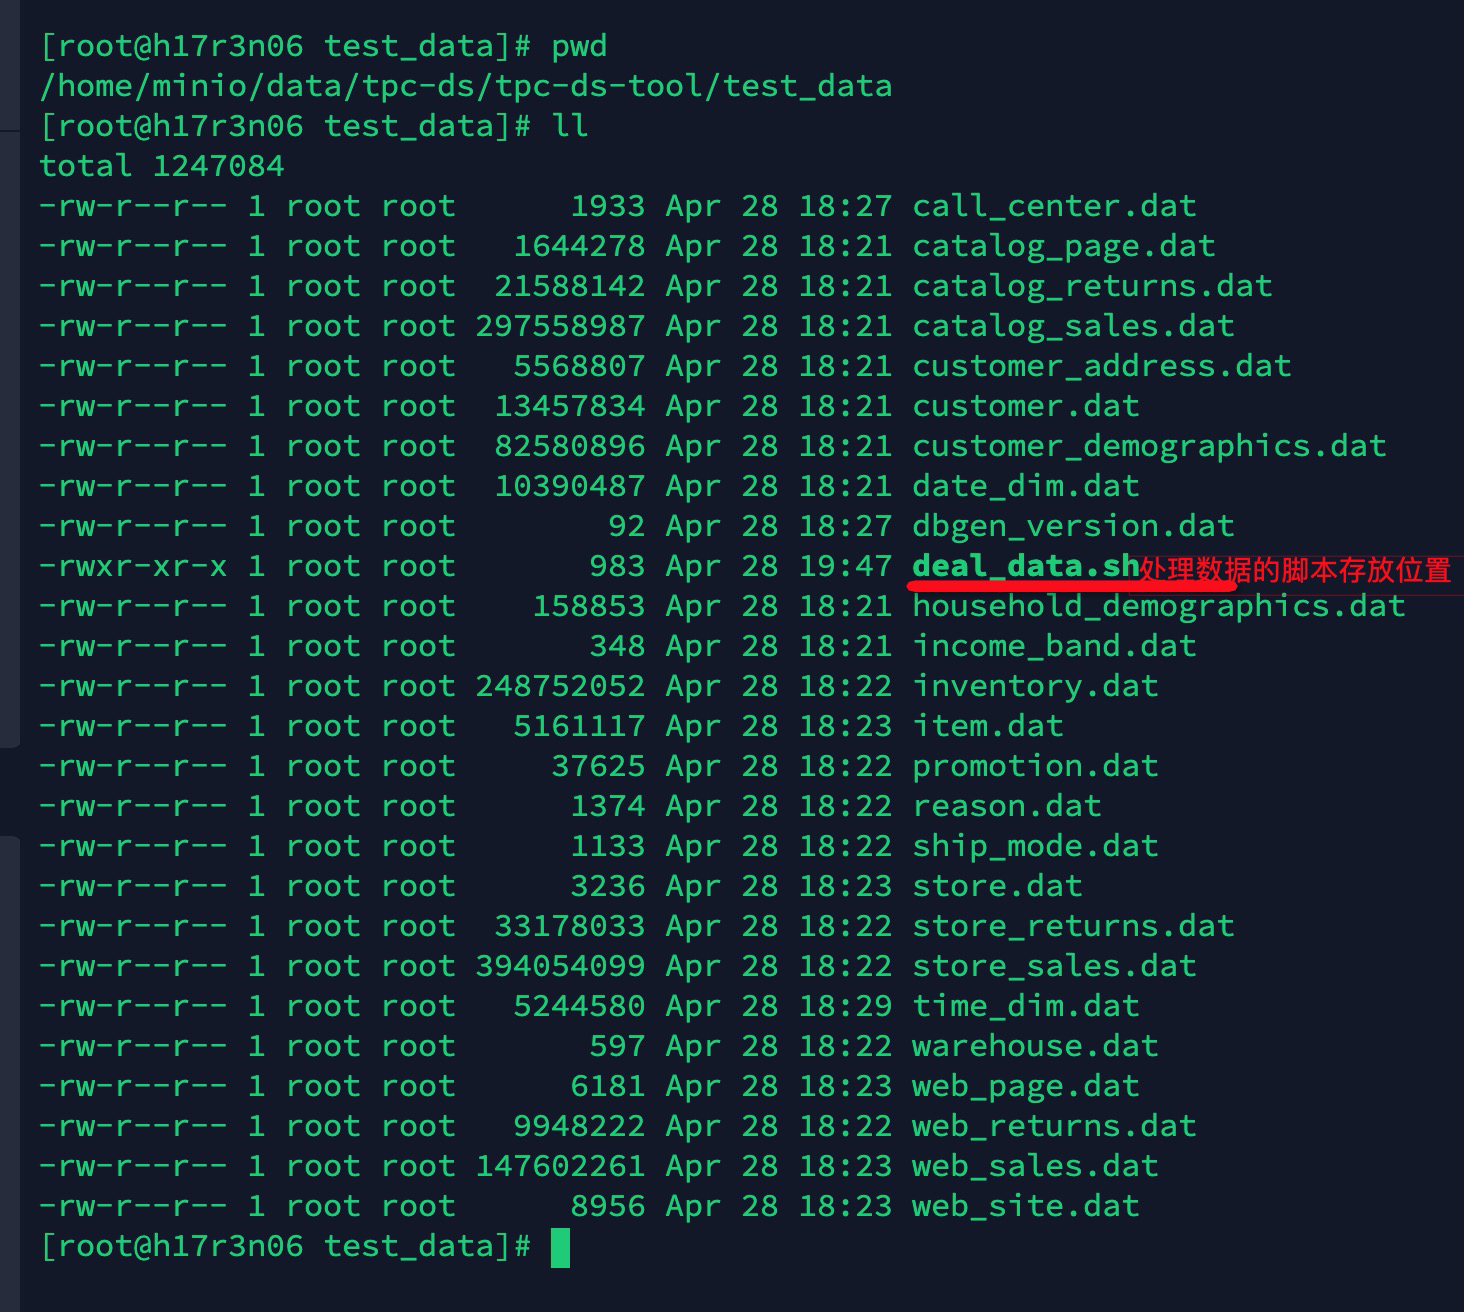 [root@h17r3n06 test_data]# pwd
/home/minio/data/tpc-ds/tpc-ds-tool/test_data
[root@h17r3n06 test_data]# ll
total 1247084
-rw-r--r-- 1 root root      1933 Apr 28 18:27 call_center.dat
-rw-r--r-- 1 root root   1644278 Apr 28 18:21 catalog_page.dat
-rw-r--r-- 1 root root  21588142 Apr 28 18:21 catalog_returns.dat
-rw-r--r-- 1 root root 297558987 Apr 28 18:21 catalog_sales.dat
-rw-r--r-- 1 root root   5568807 Apr 28 18:21 customer_address.dat
-rw-r--r-- 1 root root  13457834 Apr 28 18:21 customer.dat
-rw-r--r-- 1 root root  82580896 Apr 28 18:21 customer_demographics.dat
-rw-r--r-- 1 root root  10390487 Apr 28 18:21 date_dim.dat
-rw-r--r-- 1 root root        92 Apr 28 18:27 dbgen_version.dat
-rwxr-xr-x 1 root root       983 Apr 28 19:47 deal_data.sh处理数据的脚本存放位置
-rw-r--r-- 1 root root    158853 Apr 28 18:21 household_demographics.dat
-rw-r--r-- 1 root root       348 Apr 28 18:21 income_band.dat
-rw-r--r-- 1 root root 248752052 Apr 28 18:22 inventory.dat
-rw-r--r-- 1 root root   5161117 Apr 28 18:23 item.dat
-rw-r--r-- 1 root root     37625 Apr 28 18:22 promotion.dat
-rw-r--r-- 1 root root      1374 Apr 28 18:22 reason.dat
-rw-r--r-- 1 root root      1133 Apr 28 18:22 ship_mode.dat
-rw-r--r-- 1 root root      3236 Apr 28 18:23 store.dat
-rw-r--r-- 1 root root  33178033 Apr 28 18:22 store_returns.dat
-rw-r--r-- 1 root root 394054099 Apr 28 18:22 store_sales.dat
-rw-r--r-- 1 root root   5244580 Apr 28 18:29 time_dim.dat
-rw-r--r-- 1 root root       597 Apr 28 18:22 warehouse.dat
-rw-r--r-- 1 root root      6181 Apr 28 18:23 web_page.dat
-rw-r--r-- 1 root root   9948222 Apr 28 18:22 web_returns.dat
-rw-r--r-- 1 root root 147602261 Apr 28 18:23 web_sales.dat
-rw-r--r-- 1 root root      8956 Apr 28 18:23 web_site.dat
[root@h17r3n06 test_data]#